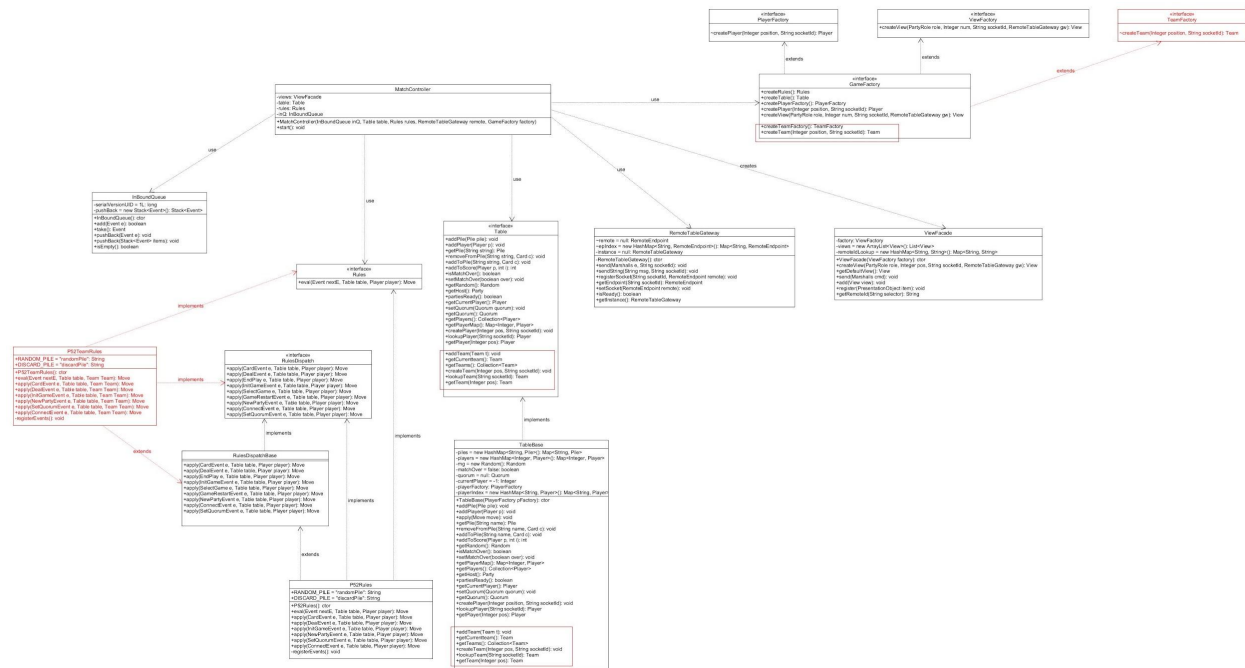 «interface»
PlayerFactory
~createPlayer(Integer position, String socketId): Player
«interface»
ViewFactory
+createView(PartyRole role, Integer num, String socketId, RemoteTableGateway gw): View
«interface»
TeamFactory
~createTeam(Integer position, String socketId): Team
extends
extends
extends
«interface»
GameFactory
+createRules(): Rules
+createTable(): Table
+createPlayerFactory(): PlayerFactory
+createPlayer(Integer position, String socketId): Player
+createView(PartyRole role, Integer num, String socketId, RemoteTableGateway gw): View
+createTeamFactory(): TeamFactory
+createTeam(Integer position, String socketId): Team
MatchController
-views: ViewFacade
-table: Table
-rules: Rules
-inQ: InBoundQueue
+MatchController(InBoundQueue inQ, Table table, Rules rules, RemoteTableGateway remote, GameFactory factory)
+start(): void
use
use
use
use
use
creates
InBoundQueue
-serialVersionUID = 1L: long
-pushBack = new Stack<Event>(): Stack<Event>
+InBoundQueue(): ctor
+add(Event e): boolean
+take(): Event
+pushBack(Event e): void
+pushBack(Stack<Event> items): void
+isEmpty(): boolean
«interface»
Rules
+eval(Event nextE, Table table, Player player): Move
«interface»
Table
+addPile(Pile pile): void
+addPlayer(Player p): void
+getPile(String string): Pile
+removeFromPile(String string, Card c): void
+addToPile(String string, Card c): void
+addToScore(Player p, int i): int
+isMatchOver(): boolean
+setMatchOver(boolean over): void
+getRandom(): Random
+getHost(): Party
+partiesReady(): boolean
+getCurrentPlayer(): Player
+setQuorum(Quorum quorum): void
+getQuorum(): Quorum
+getPlayers(): Collection<Player>
+getPlayerMap(): Map<Integer, Player>
+createPlayer(Integer pos, String socketId): void
+lookupPlayer(String socketId): Player
+getPlayer(Integer pos): Player
+addTeam(Team t): void
+getCurrentteam(): Team
+getTeams(): Collection<Team>
+createTeam(Integer pos, String socketId): void
+lookupTeam(String socketId): Team
+getTeam(Integer pos): Team
RemoteTableGateway
-remote = null: RemoteEndpoint
-epIndex = new HashMap<String, RemoteEndpoint>(): Map<String, RemoteEndpoint>
-instance = null: RemoteTableGateway
-RemoteTableGateway(): ctor
+send(Marshalls e, String socketId): void
+sendString(String msg, String socketId): void
+registerSocket(String socketId, RemoteEndpoint remote): void
+getEndpoint(String socketId): RemoteEndpoint
+setSocket(RemoteEndpoint remote): void
+isReady(): boolean
+getInstance(): RemoteTableGateway
ViewFacade
-factory: ViewFactory
-views = new ArrayList<View>(): List<View>
-remoteIdLookup = new HashMap<String, String>(): Map<String, String>
+ViewFacade(ViewFactory factory): ctor
+createView(PartyRole role, Integer pos, String socketId, RemoteTableGateway gw): View
+getDefaultView(): View
+send(Marshalls cmd): void
+add(View view): void
+register(PresentationObject item): void
+getRemoteId(String selector): String
implements
implements
implements
extends
P52TeamRules
+RANDOM_PILE = "randomPile": String
+DISCARD_PILE = "discardPile": String
+P52TeamRules(): ctor
+eval(Event nextE, Table table, Team Team): Move
+apply(CardEvent e, Table table, Team Team): Move
+apply(DealEvent e, Table table, Team Team): Move
+apply(InitGameEvent e, Table table, Team Team): Move
+apply(NewPartyEvent e, Table table, Team Team): Move
+apply(SetQuorumEvent e, Table table, Team Team): Move
+apply(ConnectEvent e, Table table, Team Team): Move
-registerEvents(): void
«interface»
RulesDispatch
+apply(CardEvent e, Table table, Player player): Move
+apply(DealEvent e, Table table, Player player): Move
+apply(EndPlay e, Table table, Player player): Move
+apply(InitGameEvent e, Table table, Player player): Move
+apply(SelectGame e, Table table, Player player): Move
+apply(GameRestartEvent e, Table table, Player player): Move
+apply(NewPartyEvent e, Table table, Player player): Move
+apply(ConnectEvent e, Table table, Player player): Move
+apply(SetQuorumEvent e, Table table, Player player): Move
implements
implements
implements
RulesDispatchBase
+apply(CardEvent e, Table table, Player player): Move
+apply(DealEvent e, Table table, Player player): Move
+apply(EndPlay e, Table table, Player player): Move
+apply(InitGameEvent e, Table table, Player player): Move
+apply(SelectGame e, Table table, Player player): Move
+apply(GameRestartEvent e, Table table, Player player): Move
+apply(NewPartyEvent e, Table table, Player player): Move
+apply(ConnectEvent e, Table table, Player player): Move
+apply(SetQuorumEvent e, Table table, Player player): Move
extends
P52Rules
+RANDOM_PILE = "randomPile": String
+DISCARD_PILE = "discardPile": String
+P52Rules(): ctor
+eval(Event nextE, Table table, Player player): Move
+apply(CardEvent e, Table table, Player player): Move
+apply(DealEvent e, Table table, Player player): Move
+apply(InitGameEvent e, Table table, Player player): Move
+apply(NewPartyEvent e, Table table, Player player): Move
+apply(SetQuorumEvent e, Table table, Player player): Move
+apply(ConnectEvent e, Table table, Player player): Move
-registerEvents(): void
TableBase
-piles = new HashMap<String, Pile>(): Map<String, Pile>
-players = new HashMap<Integer, Player>(): Map<Integer, Player>
-rng = new Random(): Random
-matchOver = false: boolean
-quorum = null: Quorum
-currentPlayer = -1: Integer
-playerFactory: PlayerFactory
-playerIndex = new HashMap<String, Player>(): Map<String, Player>
+TableBase(PlayerFactory pFactory): ctor
+addPile(Pile pile): void
+addPlayer(Player p): void
+apply(Move move): void
+getPile(String name): Pile
+removeFromPile(String name, Card c): void
+addToPile(String name, Card c): void
+addToScore(Player p, int i): int
+getRandom(): Random
+isMatchOver(): boolean
+setMatchOver(boolean over): void
+getPlayerMap(): Map<Integer, Player>
+getPlayers(): Collection<Player>
+getHost(): Party
+partiesReady(): boolean
+getCurrentPlayer(): Player
+setQuorum(Quorum quorum): void
+getQuorum(): Quorum
+createPlayer(Integer position, String socketId): void
+lookupPlayer(String socketId): Player
+getPlayer(Integer pos): Player
+addTeam(Team t): void
+getCurrentteam(): Team
+getTeams(): Collection<Team>
+createTeam(Integer pos, String socketId): void
+lookupTeam(String socketId): Team
+getTeam(Integer pos): Team